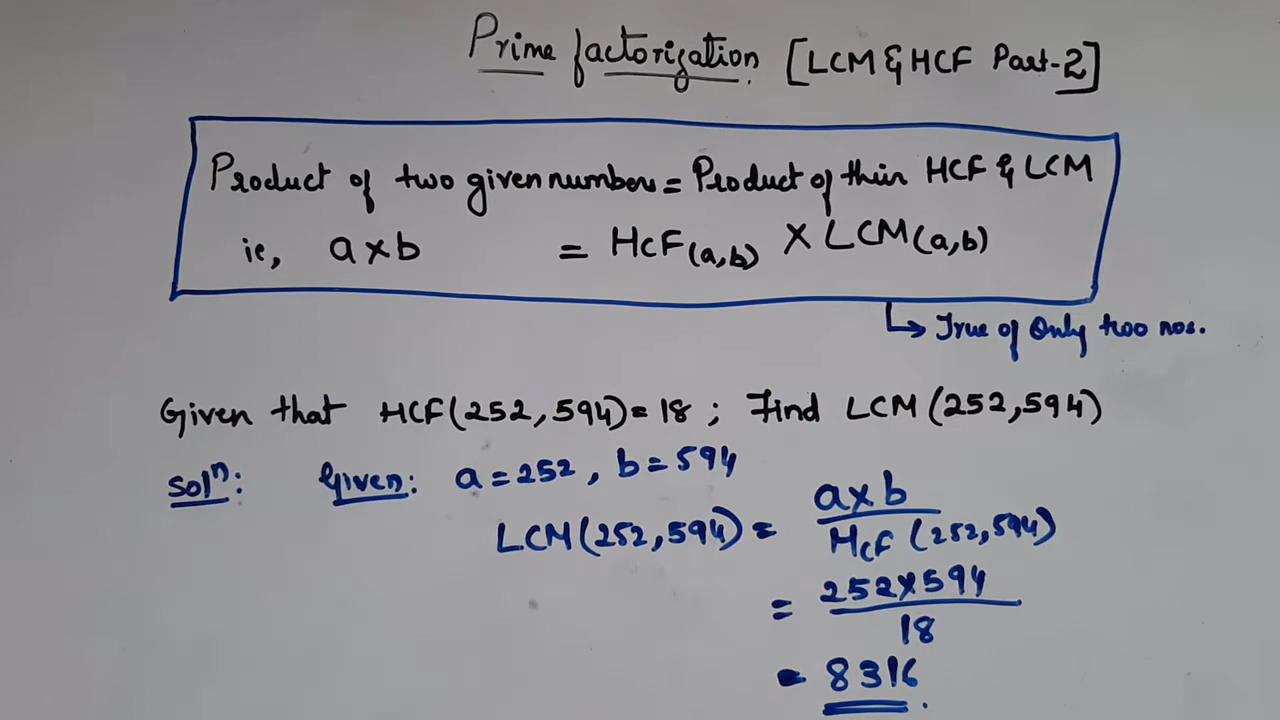 Prime factorization [LCM & HCF Part-2]
Product of two given numbers = Product of their HCF & LCM
ie, a x b = HCF(a,b) X LCM(a,b)
↳ True of Only two nos.
Given that HCF(252,594) = 18 ; Find LCM (252,594)
Solⁿ: Given: a = 252 , b = 594
LCM (252,594) = a x b / HCF (252,594)
= 252 x 594 / 18
= 8316.